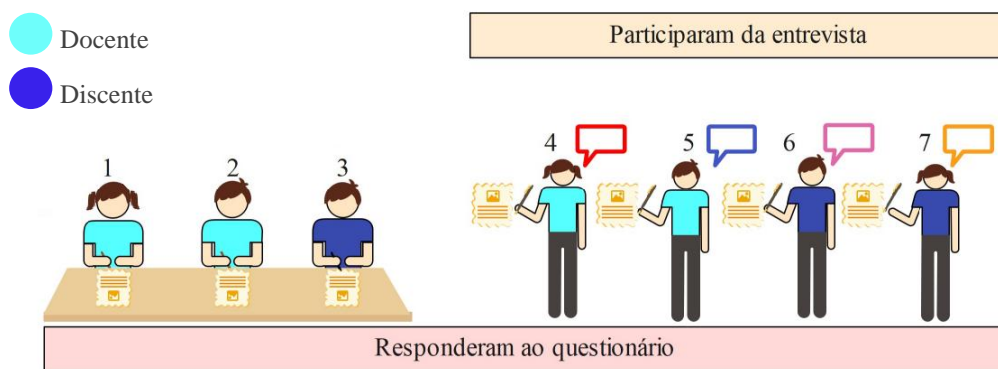 Docente
Discente
Participaram da entrevista
1
2
3
4
5
6
7
Responderam ao questionário